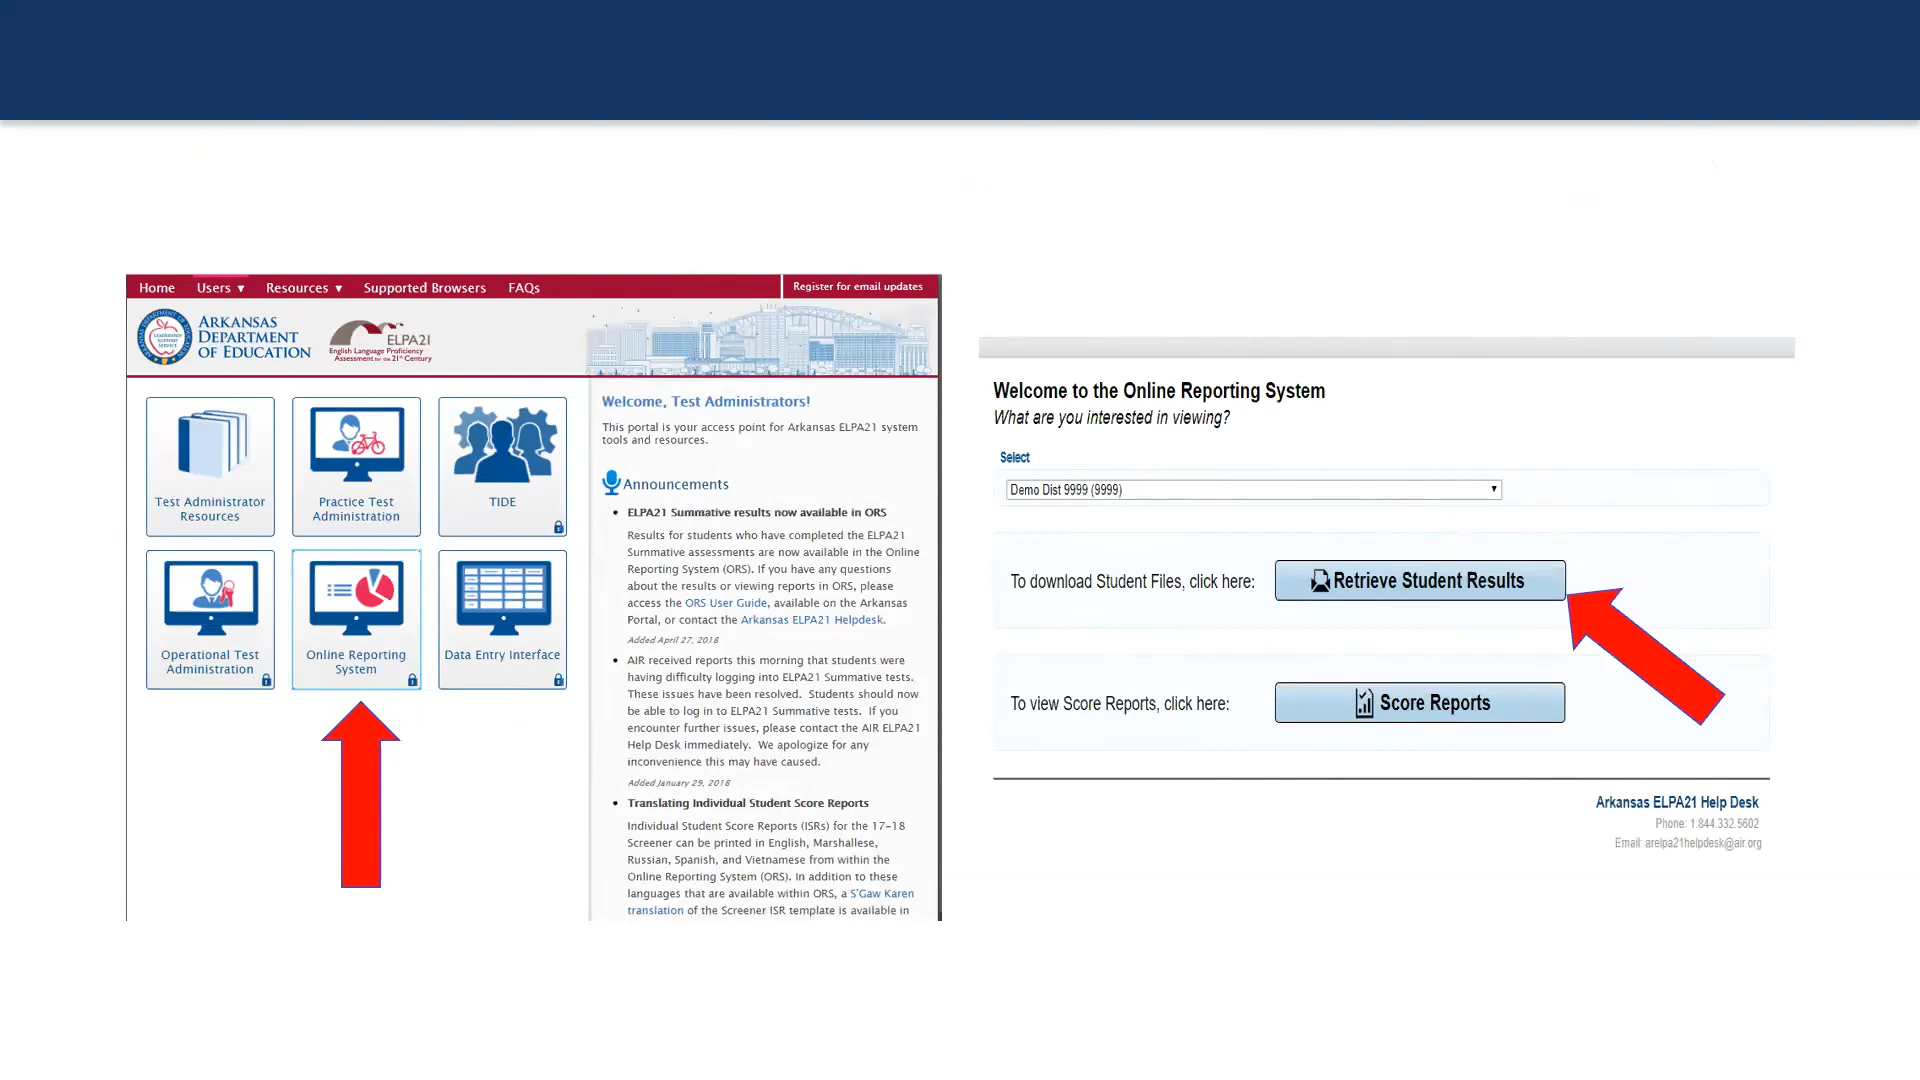 Home Users ▼ Resources ▼ Supported Browsers FAQs Register for email updates
ARKANSAS
DEPARTMENT
OF EDUCATION
ELPA21
English Language Proficiency
Assessment for the 21st Century
Test Administrator
Resources
Practice Test
Administration
TIDE
Operational Test
Administration
Online Reporting
System
Data Entry Interface
Welcome, Test Administrators!
This portal is your access point for Arkansas ELPA21 system
tools and resources.
Announcements
• ELPA21 Summative results now available in ORS
Results for students who have completed the ELPA21
Summative assessments are now available in the Online
Reporting System (ORS). If you have any questions
about the results or viewing reports in ORS, please
access the ORS User Guide, available on the Arkansas
Portal, or contact the Arkansas ELPA21 Helpdesk.
Added April 27, 2018
• AIR received reports this morning that students were
having difficulty logging into ELPA21 Summative tests.
These issues have been resolved. Students should now
be able to log in to ELPA21 Summative tests. If you
encounter further issues, please contact the AIR ELPA21
Help Desk immediately. We apologize for any
inconvenience this may have caused.
Added January 29, 2018
• Translating Individual Student Score Reports
Individual Student Score Reports (ISRs) for the 17-18
Screener can be printed in English, Marshallese,
Russian, Spanish, and Vietnamese from within the
Online Reporting System (ORS). In addition to these
languages that are available within ORS, a S'Gaw Karen
translation of the Screener ISR template is available in
Welcome to the Online Reporting System
What are you interested in viewing?
Select
Demo Dist 9999 (9999)
To download Student Files, click here: Retrieve Student Results
To view Score Reports, click here: Score Reports
Arkansas ELPA21 Help Desk
Phone: 1.844.332.5602
Email: arelpa21helpdesk@air.org